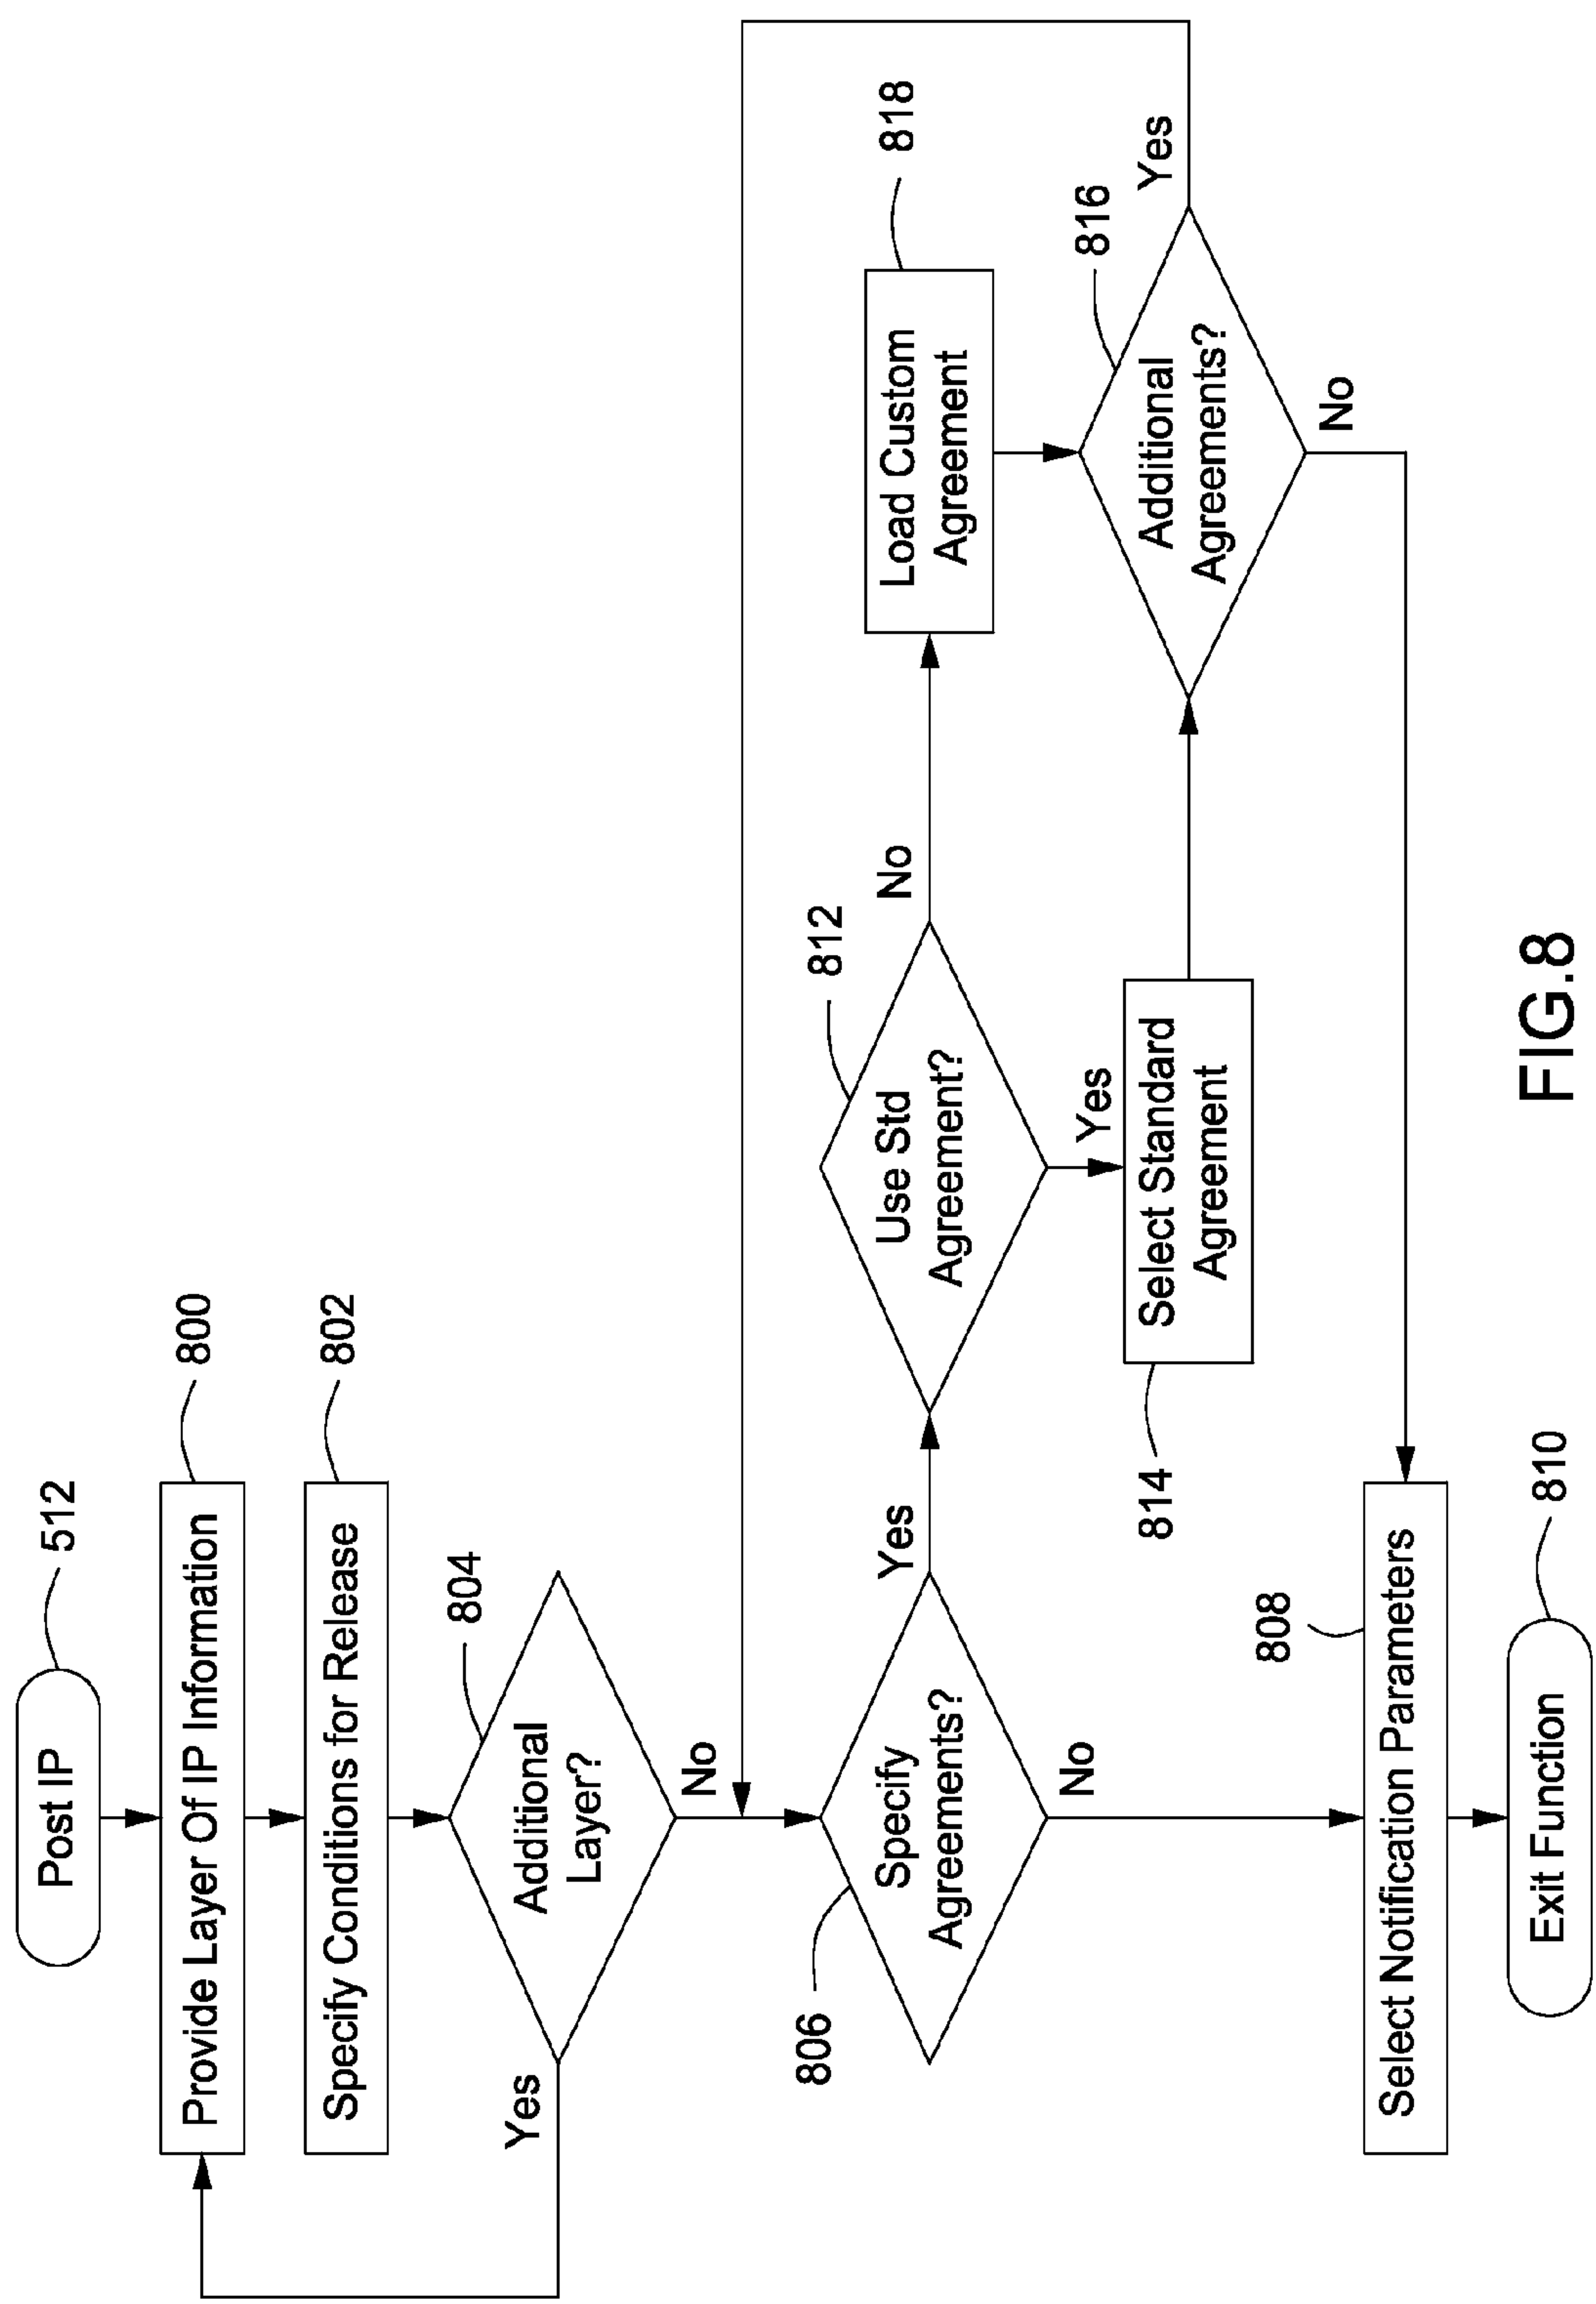 Post IP
512
Provide Layer Of IP Information
800
Specify Conditions for Release
802
Additional
Layer?
804
Yes
No
Specify
Agreements?
806
Yes
No
Use Std
Agreement?
812
No
Yes
Load Custom
Agreement
818
Select Standard
Agreement
814
Additional
Agreements?
816
Yes
No
Select Notification Parameters
808
Exit Function
810
FIG.8